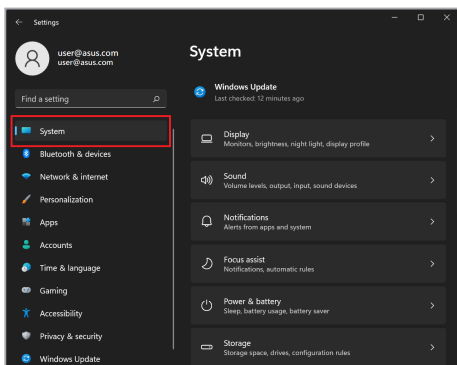 Settings
user@asus.com
user@asus.com
Find a setting
System
Bluetooth & devices
Network & internet
Personalization
Apps
Accounts
Time & language
Gaming
Accessibility
Privacy & security
Windows Update
System
Windows Update
Last checked: 12 minutes ago
Display
Monitors, brightness, night light, display profile
Sound
Volume levels, output, input, sound devices
Notifications
Alerts from apps and system
Focus assist
Notifications, automatic rules
Power & battery
Sleep, battery usage, battery saver
Storage
Storage space, drives, configuration rules